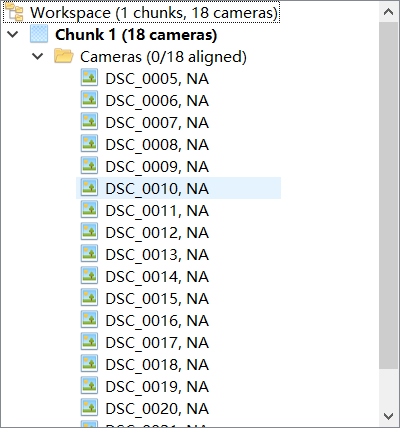 Workspace (1 chunks, 18 cameras)
Chunk 1 (18 cameras)
Cameras (0/18 aligned)
DSC_0005, NA
DSC_0006, NA
DSC_0007, NA
DSC_0008, NA
DSC_0009, NA
DSC_0010, NA
DSC_0011, NA
DSC_0012, NA
DSC_0013, NA
DSC_0014, NA
DSC_0015, NA
DSC_0016, NA
DSC_0017, NA
DSC_0018, NA
DSC_0019, NA
DSC_0020, NA